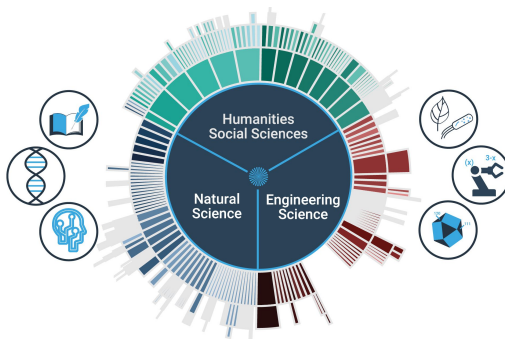 Humanities
Social Sciences
Natural
Science
Engineering
Science
(x)
3-x